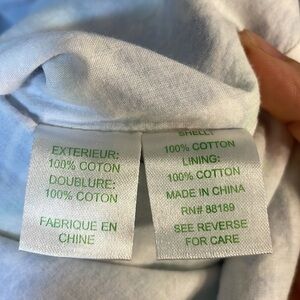 EXTERIEUR:
100% COTON
DOUBLURE:
100% COTON
FABRIQUE EN
CHINE
SHELL:
100% COTTON
LINING:
100% COTTON
MADE IN CHINA
RN# 88189
SEE REVERSE
FOR CARE